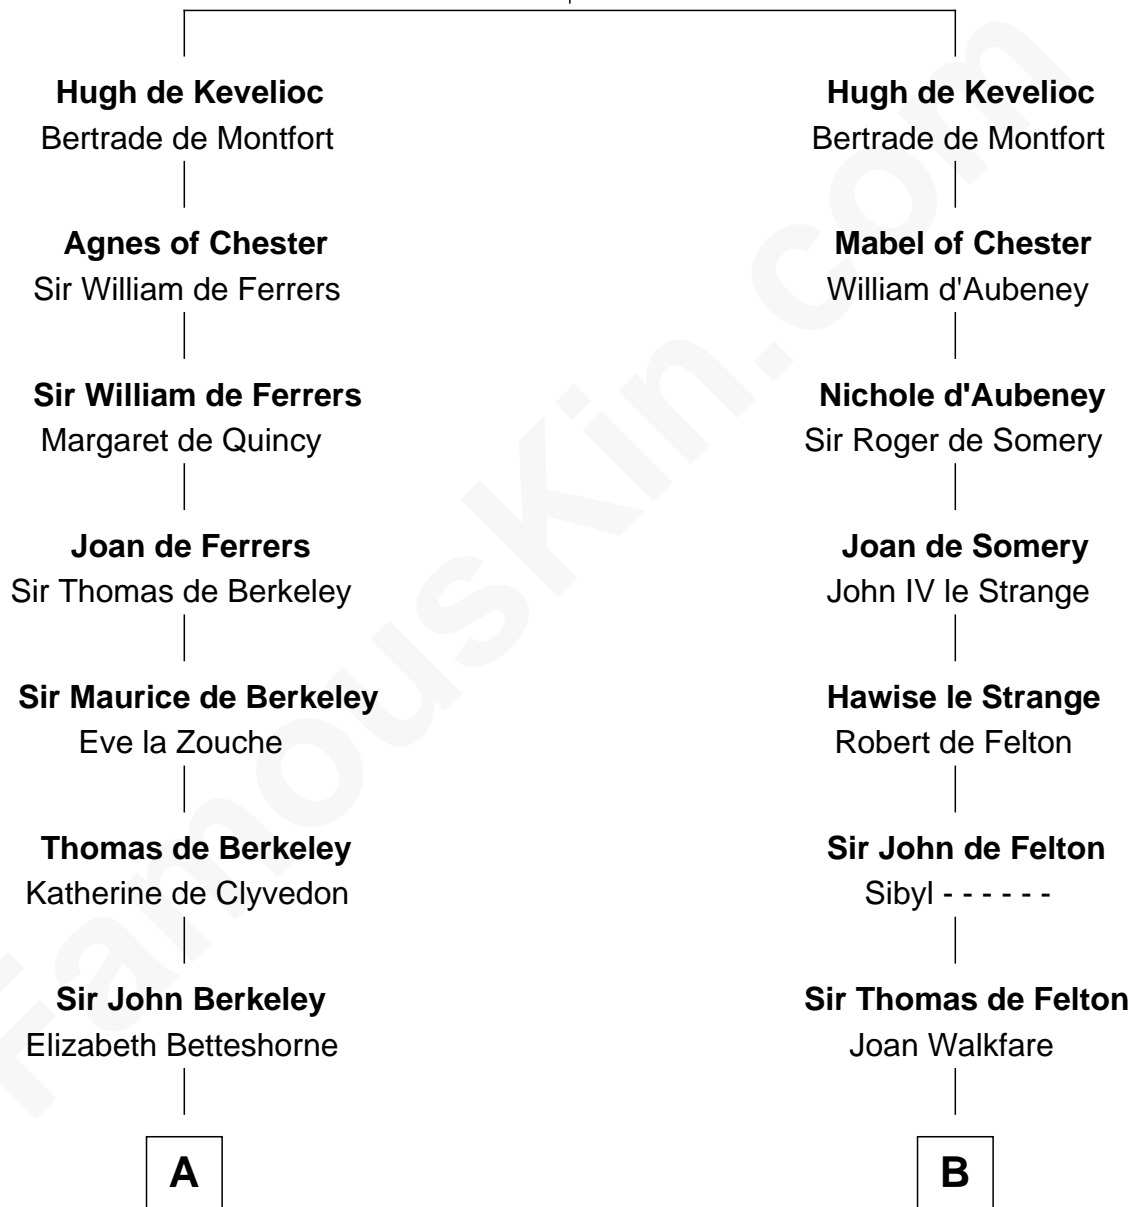 Hugh de Kevelioc
Bertrade de Montfort
Agnes of Chester
Sir William de Ferrers
Sir William de Ferrers
Margaret de Quincy
Joan de Ferrers
Sir Thomas de Berkeley
Sir Maurice de Berkeley
Eve la Zouche
Thomas de Berkeley
Katherine de Clyvedon
Sir John Berkeley
Elizabeth Betteshorne
A
Hugh de Kevelioc
Bertrade de Montfort
Mabel of Chester
William d'Aubeney
Nichole d'Aubeney
Sir Roger de Somery
Joan de Somery
John IV le Strange
Hawise le Strange
Robert de Felton
Sir John de Felton
Sibyl - - - - - -
Sir Thomas de Felton
Joan Walkfare
B
FamousKin.com